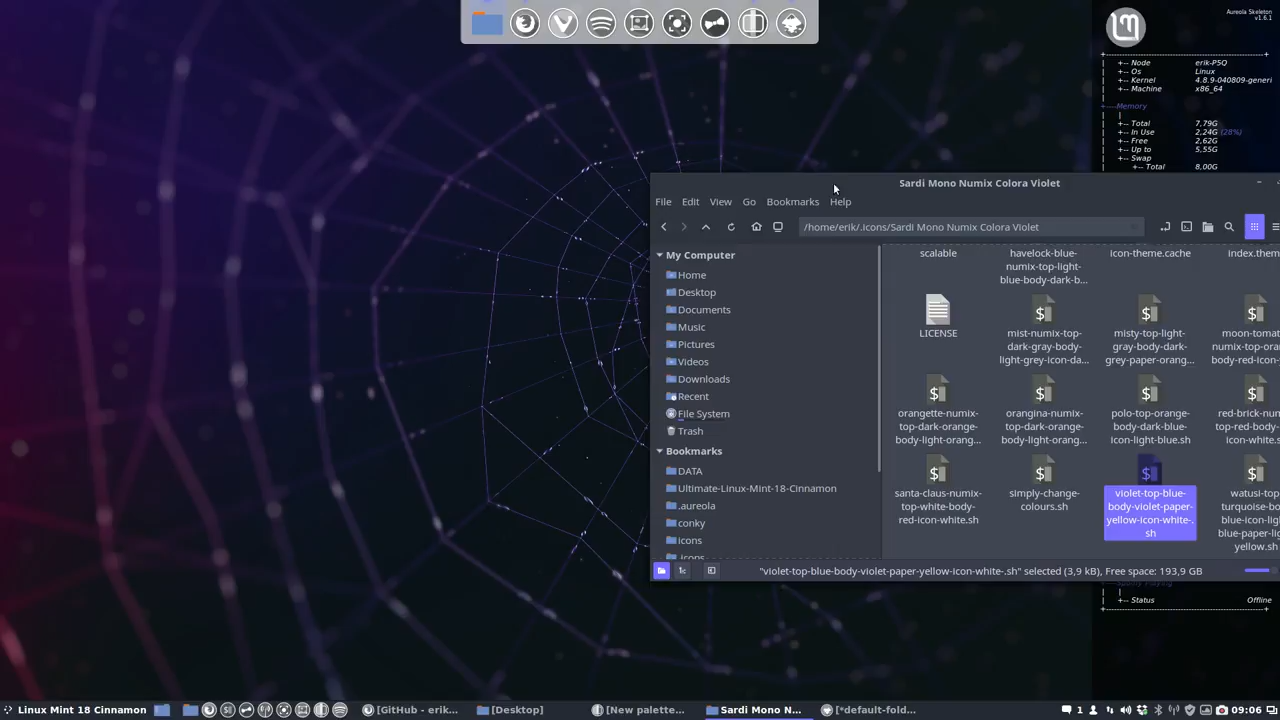 Aureola Skeleton
v1.6.1
+-- Node erik-P5Q
+-- Os Linux
+-- Kernel 4.8.9-040809-generi
+-- Machine x86_64
Memory
+-- Total 7,79G
+-- In Use 2,24G (28%)
+-- Free 2,62G
+-- Up to 5,55G
+-- Swap
+-- Total 8,00G
Sardi Mono Numix Colora Violet
File Edit View Go Bookmarks Help
/home/erik/.icons/Sardi Mono Numix Colora Violet
My Computer
Home
Desktop
Documents
Music
Pictures
Videos
Downloads
Recent
File System
Trash
Bookmarks
DATA
Ultimate-Linux-Mint-18-Cinnamon
.aureola
conky
icons
.icons
scalable
havelock-blue-
numix-top-light-
blue-body-dark-b...
icon-theme.cache
index.them
LICENSE
mist-numix-top-
dark-gray-body-
light-grey-icon-da...
misty-top-light-
gray-body-dark-
grey-paper-orang...
moon-tomat
numix-top-or
body-red-icon-y
orangette-numix-
top-dark-orange-
body-light-orang...
orangina-numix-
top-dark-orange-
body-light-orang...
polo-top-orange-
body-dark-blue-
icon-light-blue.sh
red-brick-num
top-red-body
icon-white.s
santa-claus-numix-
top-white-body-
red-icon-white.sh
simply-change-
colours.sh
violet-top-blue-
body-violet-paper-
yellow-icon-white-.
sh
watusi-top
turquoise-bo
blue-icon-ligh
blue-paper-lig
yellow.sh
"violet-top-blue-body-violet-paper-yellow-icon-white-.sh" selected (3,9 kB), Free space: 193,9 GB
+-- Status Offline
Linux Mint 18 Cinnamon
[GitHub - erik...
[Desktop]
[New palette...
Sardi Mono N...
[*default-fold...
1
09:06